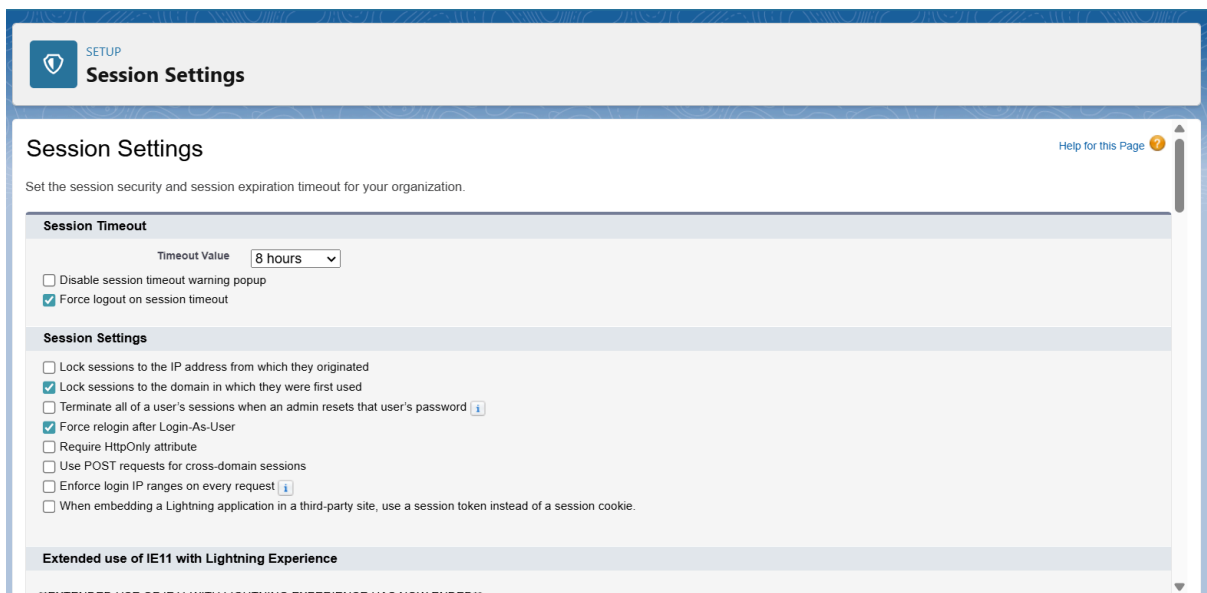 SETUP
Session Settings
Session Settings
Help for this Page
Set the session security and session expiration timeout for your organization.
Session Timeout
Timeout Value 8 hours
Disable session timeout warning popup
Force logout on session timeout
Session Settings
Lock sessions to the IP address from which they originated
Lock sessions to the domain in which they were first used
Terminate all of a user's sessions when an admin resets that user's password
Force relogin after Login-As-User
Require HttpOnly attribute
Use POST requests for cross-domain sessions
Enforce login IP ranges on every request
When embedding a Lightning application in a third-party site, use a session token instead of a session cookie.
Extended use of IE11 with Lightning Experience